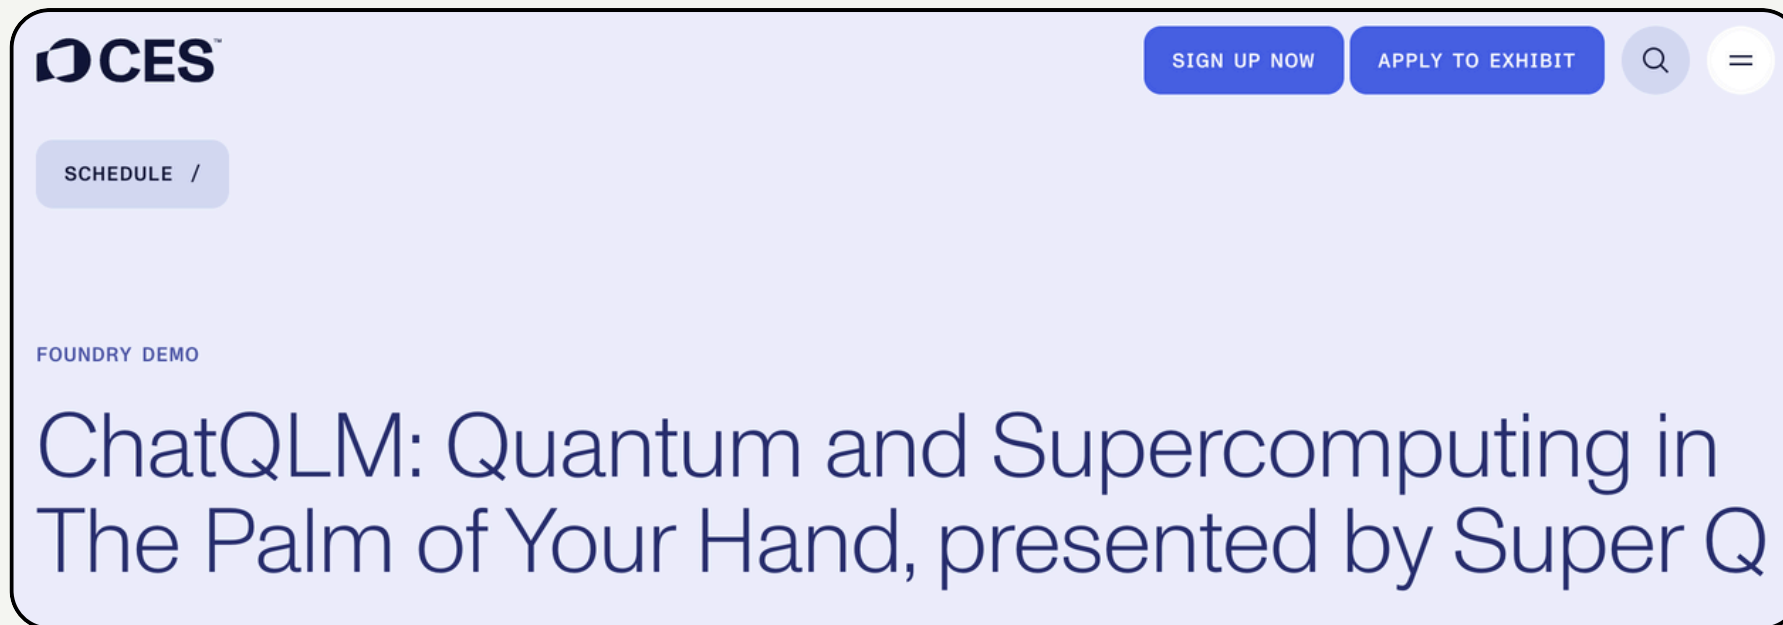 CES™
SIGN UP NOW
APPLY TO EXHIBIT
SCHEDULE /
FOUNDRY DEMO
ChatQLM: Quantum and Supercomputing in
The Palm of Your Hand, presented by Super Q